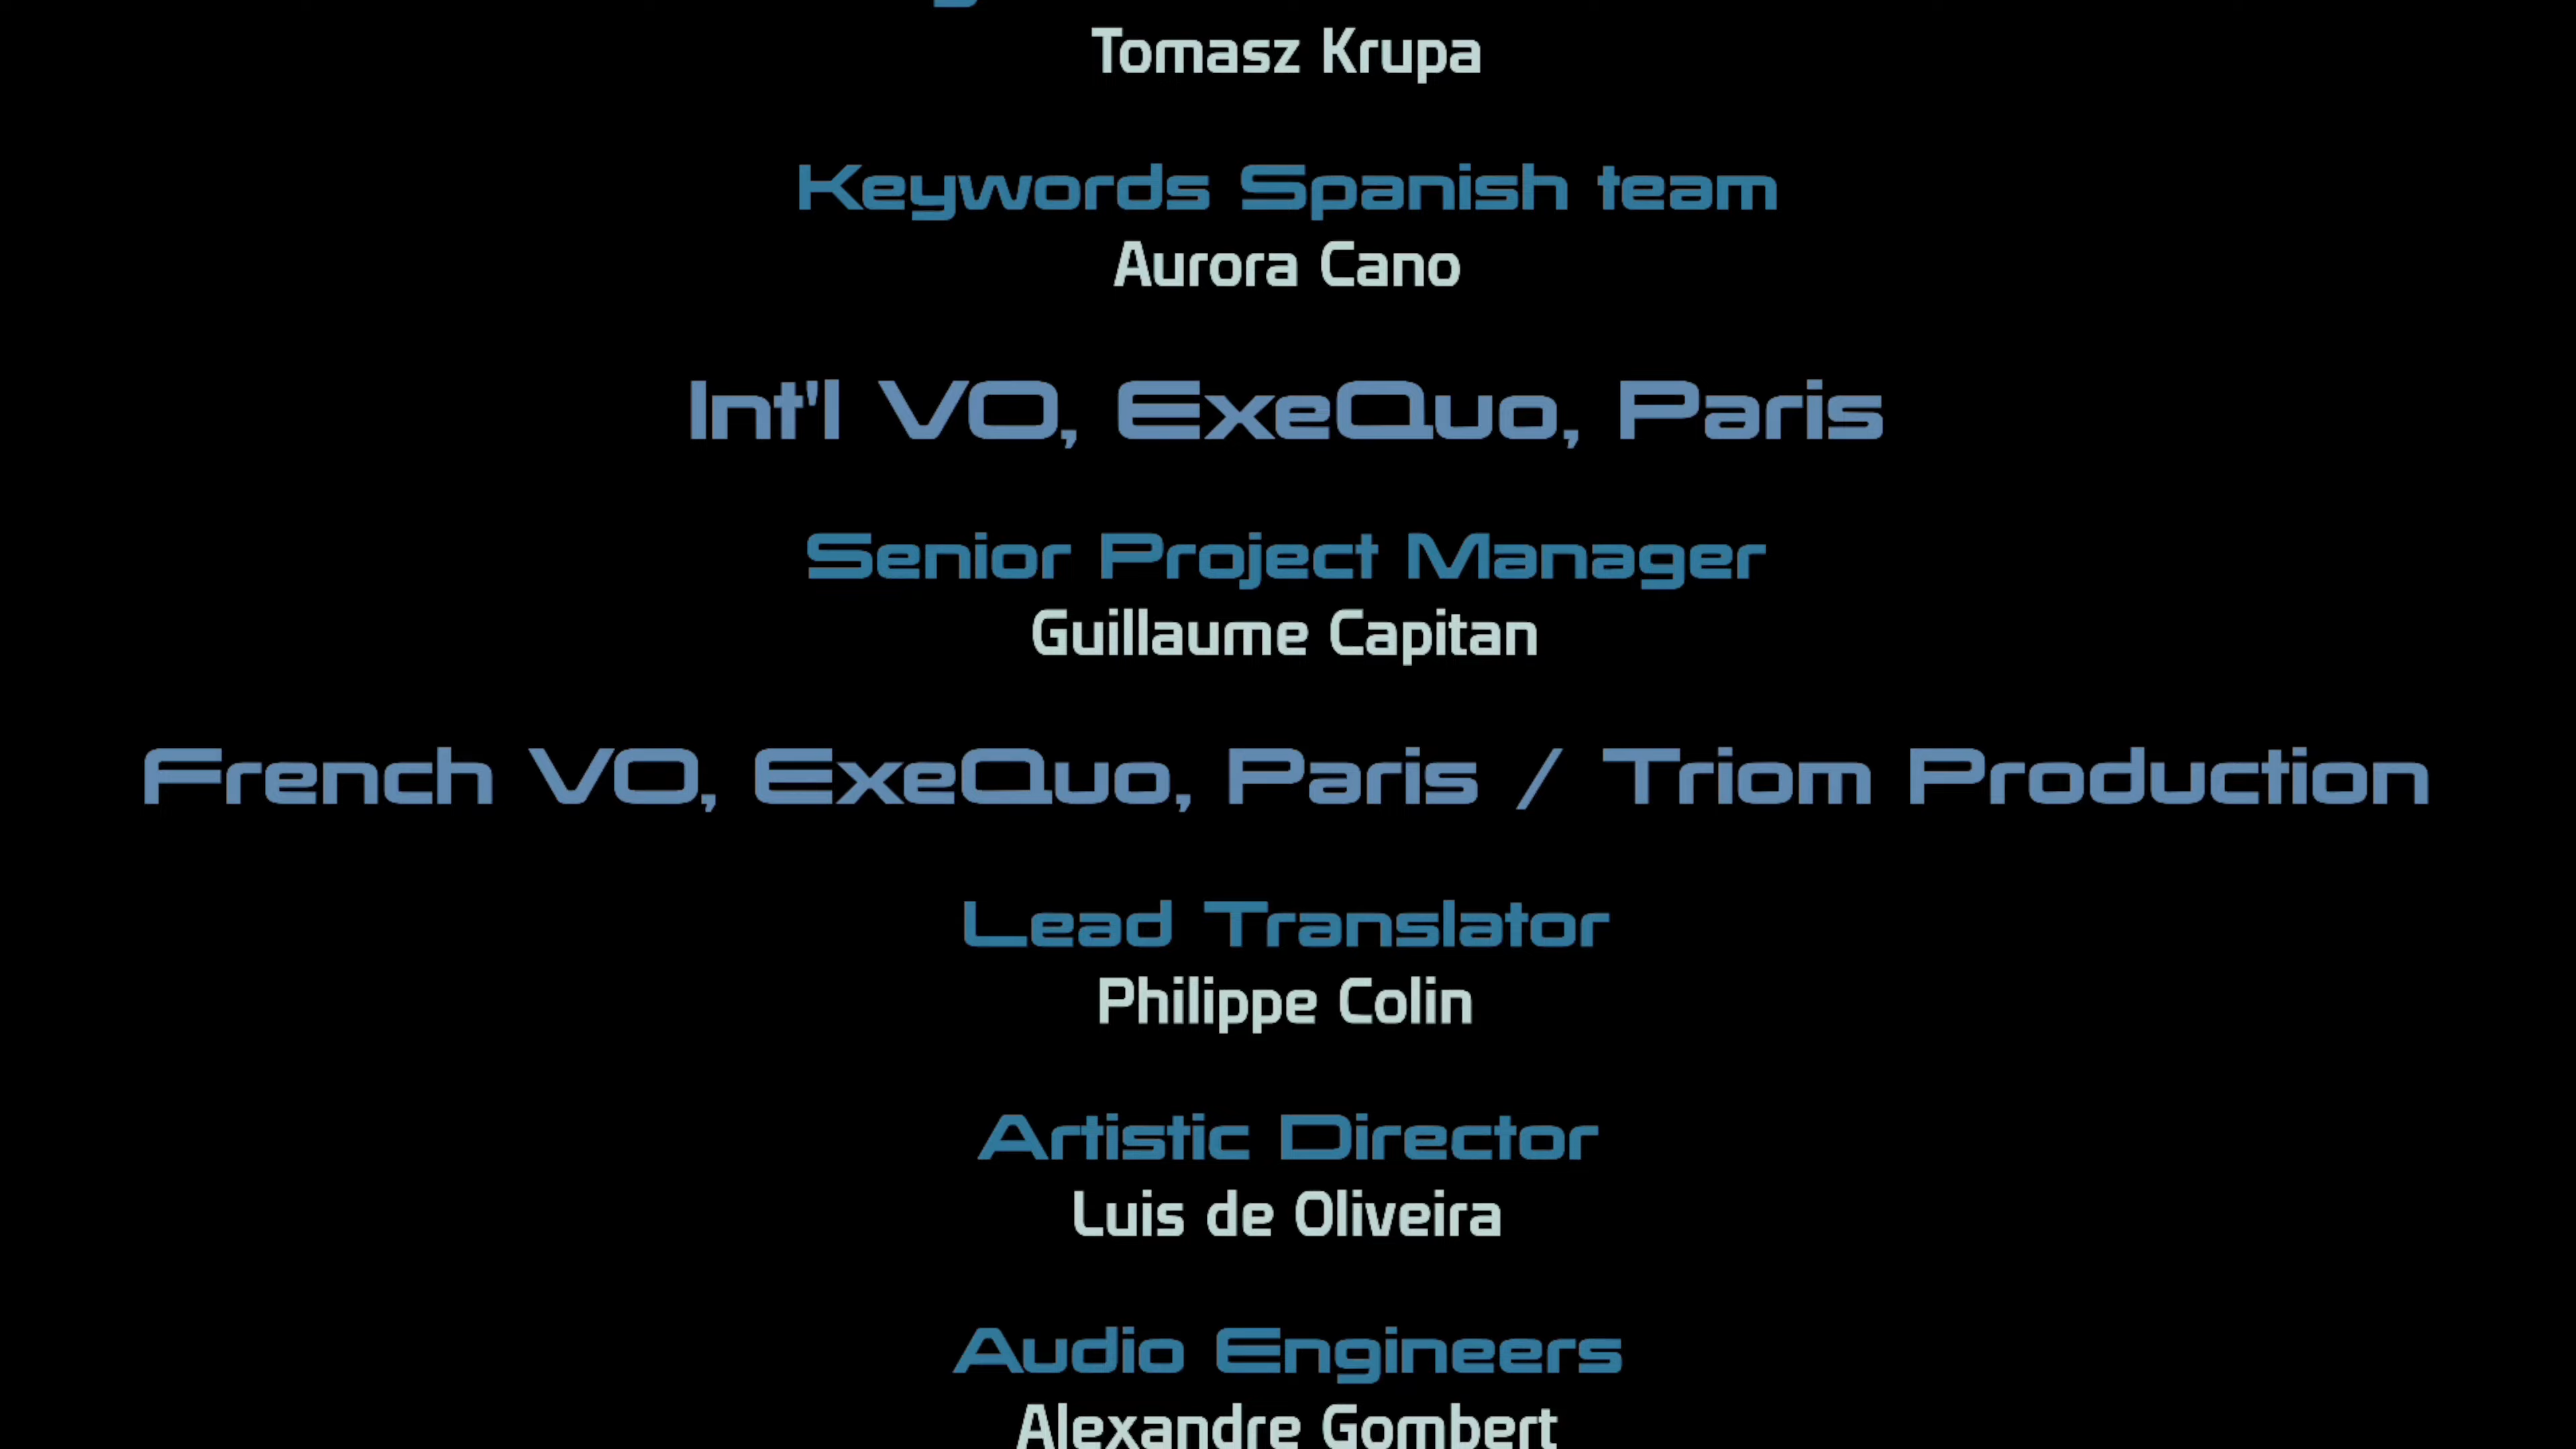 Tomasz Krupa
Keywords Spanish team
Aurora Cano
Int'l VO, ExeQuo, Paris
Senior Project Manager
Guillaume Capitan
French VO, ExeQuo, Paris / Triom Production
Lead Translator
Philippe Colin
Artistic Director
Luis de Oliveira
Audio Engineers
Alexandre Gombert